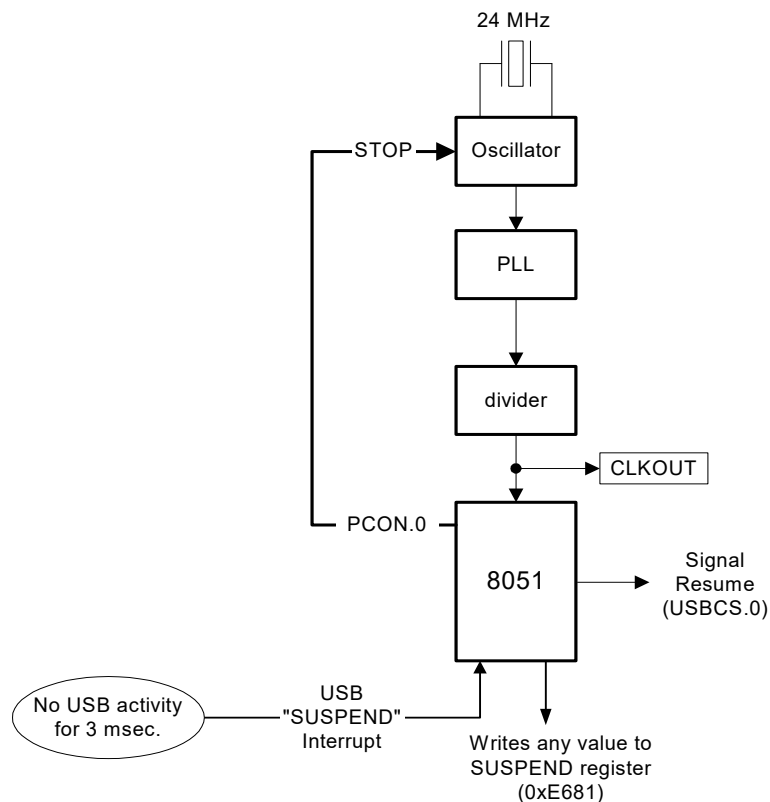 24 MHz
STOP
Oscillator
PLL
divider
CLKOUT
PCON.0
8051
Signal
Resume
(USBCS.0)
No USB activity
for 3 msec.
USB
"SUSPEND"
Interrupt
Writes any value to
SUSPEND register
(0xE681)